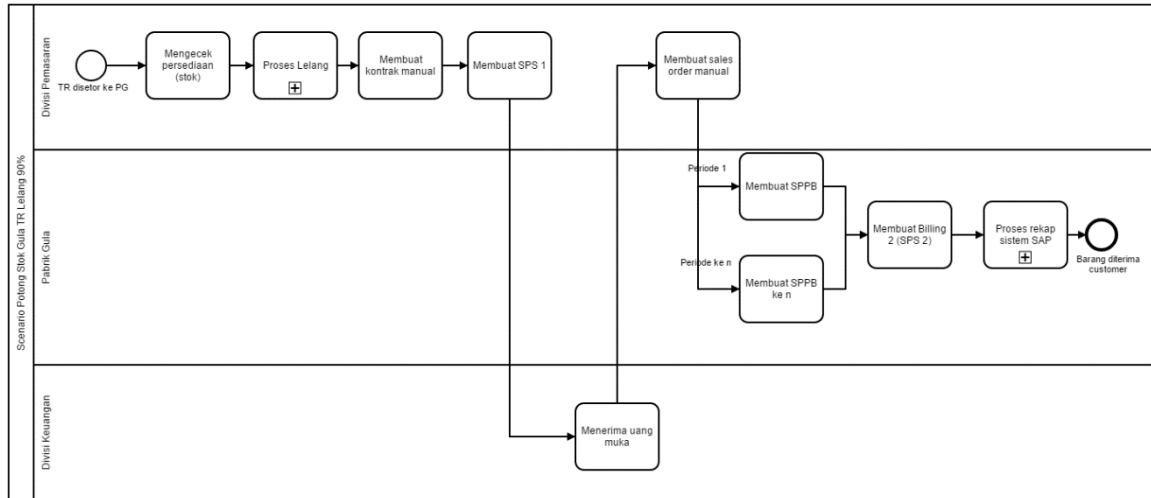 Scenario Potong Stok Gula TR Lelang 90%
Divisi Pemasaran
TR disetor ke PG
Mengecek
persediaan
(stok)
Proses Lelang
Membuat
kontrak manual
Membuat SPS 1
Membuat sales
order manual
Pabrik Gula
Periode 1
Membuat SPPB
Periode ke n
Membuat SPPB
ke n
Membuat Billing
2 (SPS 2)
Proses rekap
sistem SAP
Barang diterima
customer
Divisi Keuangan
Menerima uang
muka